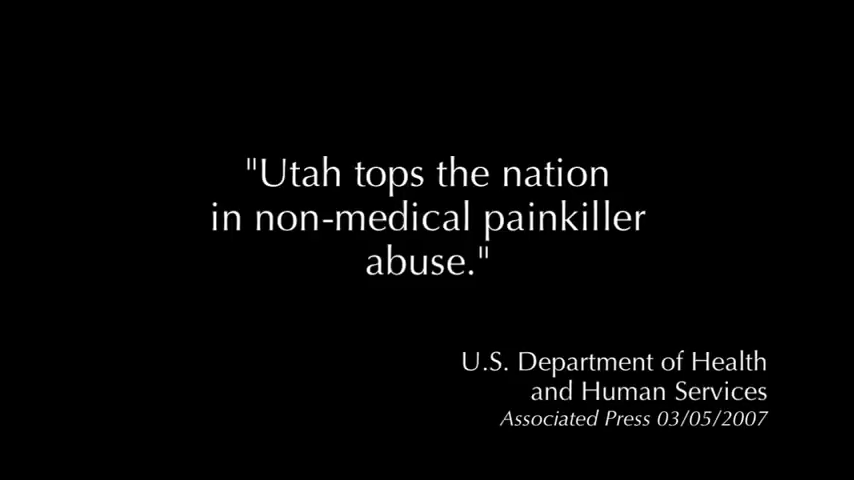 "Utah tops the nation
in non-medical painkiller
abuse."
U.S. Department of Health
and Human Services
Associated Press 03/05/2007